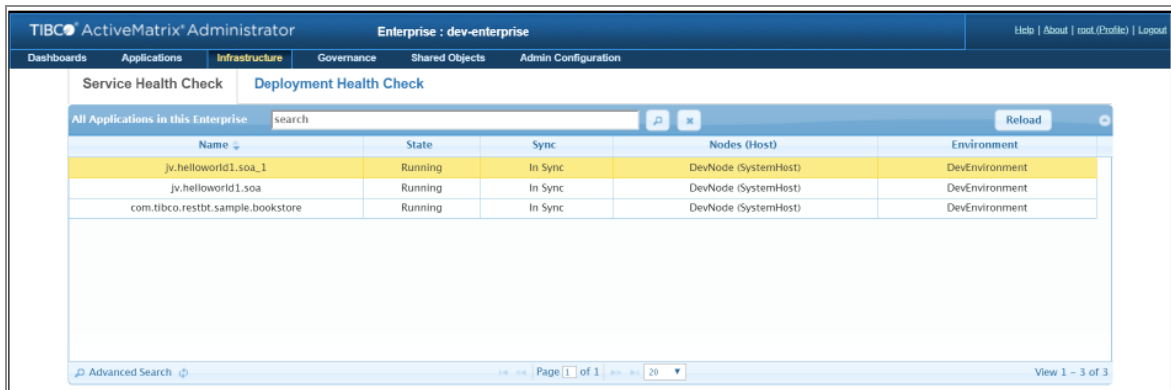 TIBCO® ActiveMatrix® Administrator Enterprise : dev-enterprise Help | About | root (Profile) | Logout
Dashboards Applications Infrastructure Governance Shared Objects Admin Configuration
Service Health Check Deployment Health Check
All Applications in this Enterprise search Reload
Name State Sync Nodes (Host) Environment
jv.helloworld1.soa_1 Running In Sync DevNode (SystemHost) DevEnvironment
jv.helloworld1.soa Running In Sync DevNode (SystemHost) DevEnvironment
com.tibco.restbt.sample.bookstore Running In Sync DevNode (SystemHost) DevEnvironment
Advanced Search Page 1 of 1 20 View 1 - 3 of 3